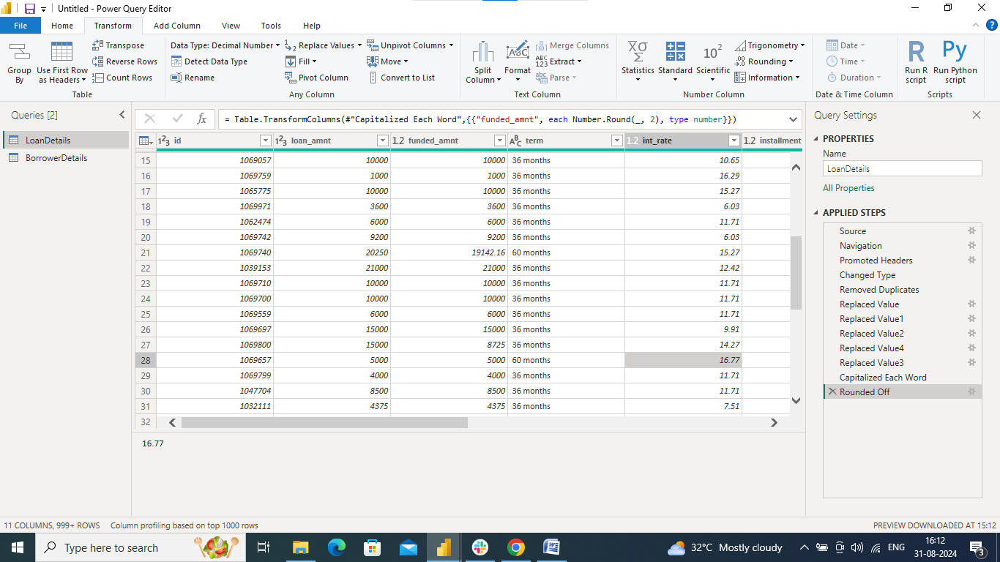 Untitled - Power Query Editor
File Home Transform Add Column View Tools Help
Group By
Use First Row as Headers
Transpose
Reverse Rows
Count Rows
Table
Data Type: Decimal Number
Detect Data Type
Rename
Replace Values
Fill
Pivot Column
Unpivot Columns
Move
Convert to List
Any Column
Split Column
Format
ABC
Merge Columns
Extract
Parse
Text Column
Statistics
Standard
Scientific
Trigonometry
Rounding
Information
Number Column
Date
Time
Duration
Date & Time Column
Run R script
Run Python script
Scripts
Queries [2]
LoanDetails
BorrowerDetails
= Table.TransformColumns(#"Capitalized Each Word",{{"funded_amnt", each Number.Round(_, 2), type number}})
id loan_amnt 1.2 funded_amnt term 1.2 int_rate 1.2 installment
15 1069057 10000 10000 36 months 10.65
16 1069759 1000 1000 36 months 16.29
17 1065775 10000 10000 36 months 15.27
18 1069971 3600 3600 36 months 6.03
19 1062474 6000 6000 36 months 11.71
20 1069742 9200 9200 36 months 6.03
21 1069740 20250 19142.16 60 months 15.27
22 1039153 21000 21000 36 months 12.42
23 1069710 10000 10000 36 months 11.71
24 1069700 10000 10000 36 months 11.71
25 1069559 6000 6000 36 months 11.71
26 1069697 15000 15000 36 months 9.91
27 1069800 15000 8725 36 months 14.27
28 1069657 5000 5000 60 months 16.77
29 1069799 4000 4000 36 months 11.71
30 1047704 8500 8500 36 months 11.71
31 1032111 4375 4375 36 months 7.51
32
16.77
Query Settings
PROPERTIES
Name
LoanDetails
All Properties
APPLIED STEPS
Source
Navigation
Promoted Headers
Changed Type
Removed Duplicates
Replaced Value
Replaced Value1
Replaced Value2
Replaced Value4
Replaced Value3
Capitalized Each Word
Rounded Off
11 COLUMNS, 999+ ROWS Column profiling based on top 1000 rows
PREVIEW DOWNLOADED AT 15:12
Type here to search
32°C Mostly cloudy
ENG
16:12
31-08-2024
3